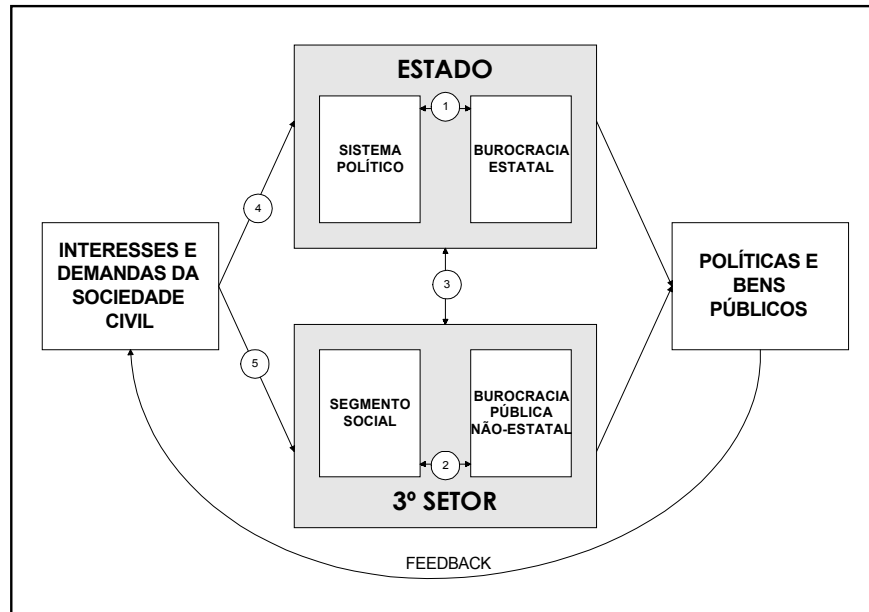 ESTADO
1
SISTEMA
POLÍTICO
BUROCRACIA
ESTATAL
4
INTERESSES E
DEMANDAS DA
SOCIEDADE
CIVIL
3
POLÍTICAS E
BENS
PÚBLICOS
5
SEGMENTO
SOCIAL
BUROCRACIA
PÚBLICA
NÃO-ESTATAL
2
3º SETOR
FEEDBACK